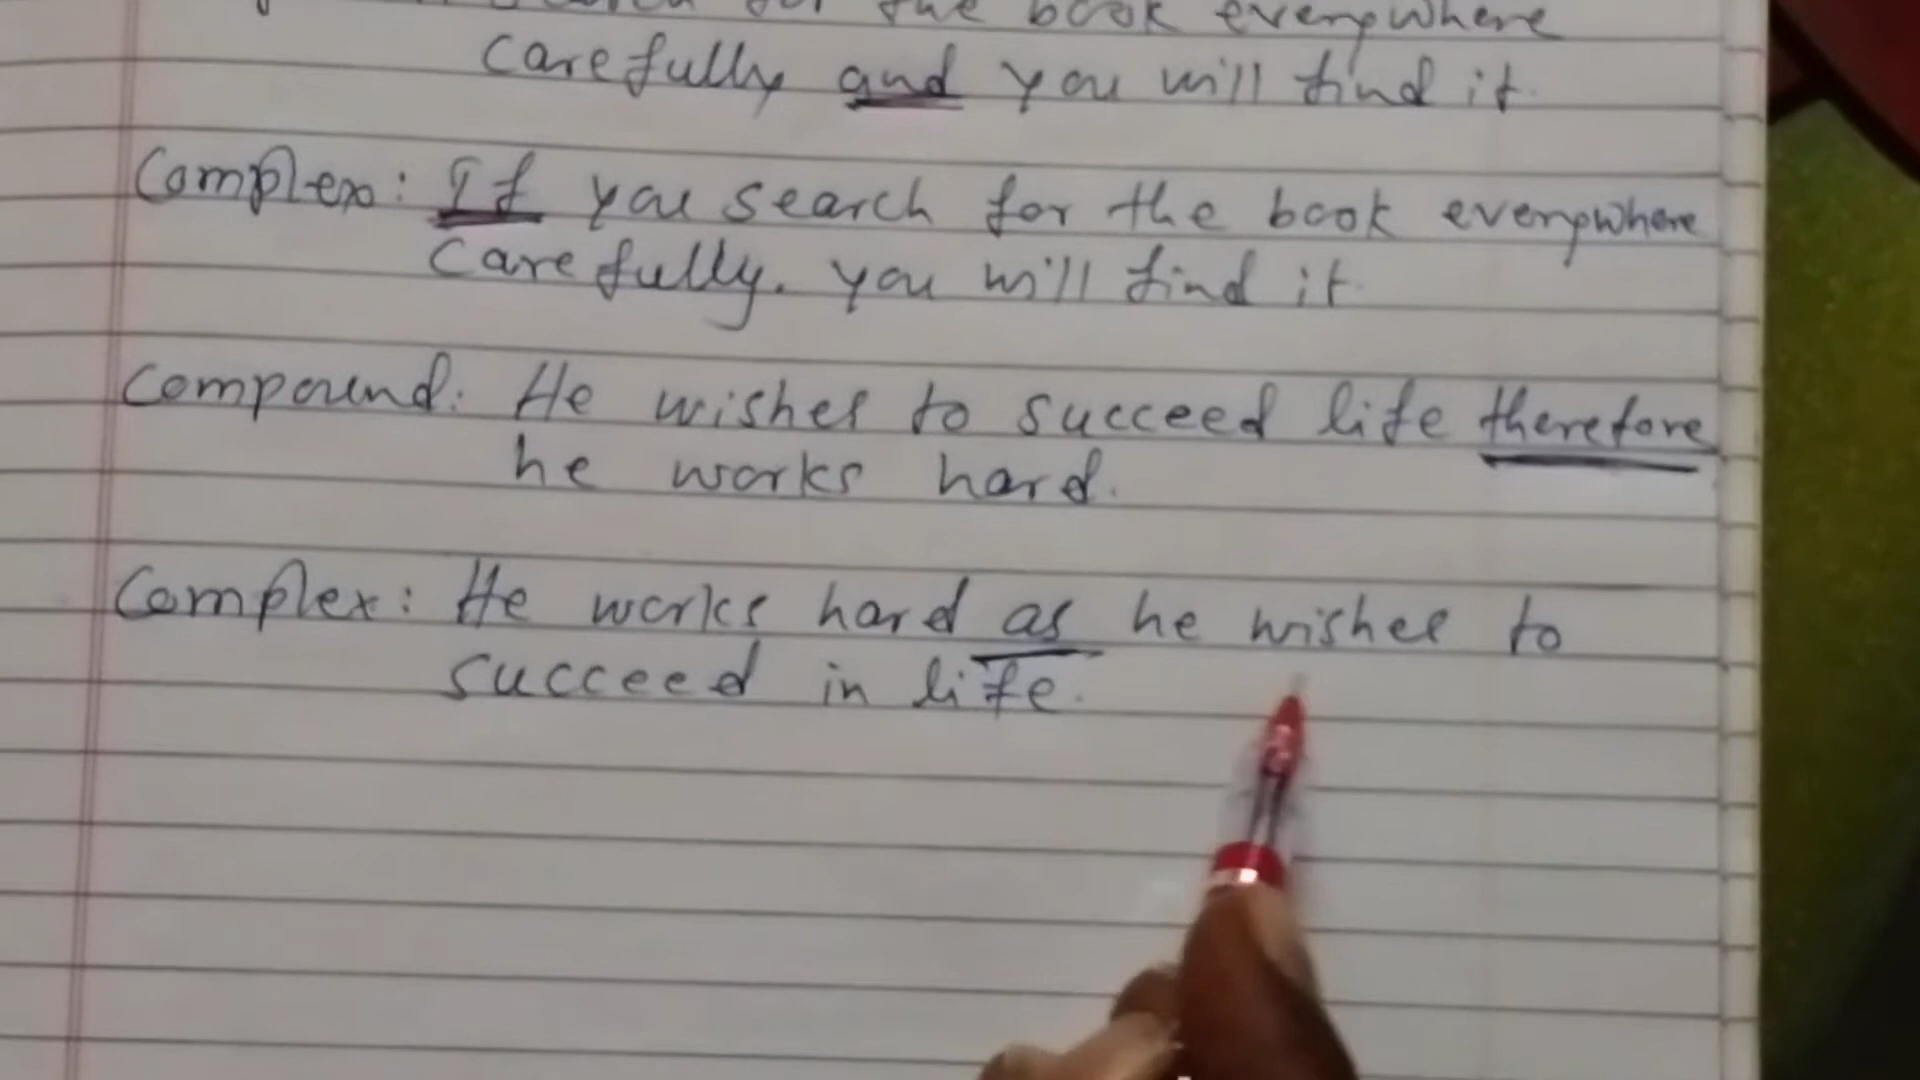 for the book everywhere
carefully and you will find it.
Complex: If you search for the book everywhere
carefully. you will find it.
Compound: He wishes to succeed life therefore
he works hard.
Complex: He works hard as he wishes to
succeed in life.